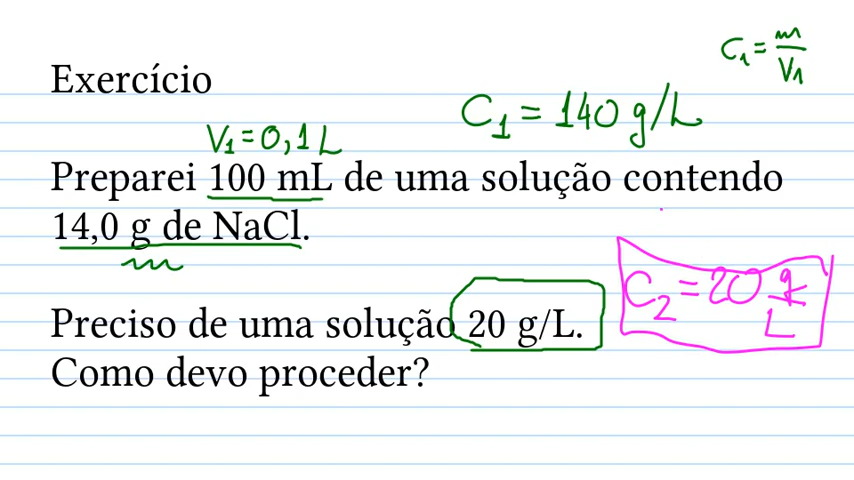 C₁ = m/V₁
Exercício
C₁ = 140 g/L
V₁ = 0,1 L
Preparei 100 mL de uma solução contendo
14,0 g de NaCl.
m
C₂ = 20 g/L
Preciso de uma solução 20 g/L.
Como devo proceder?